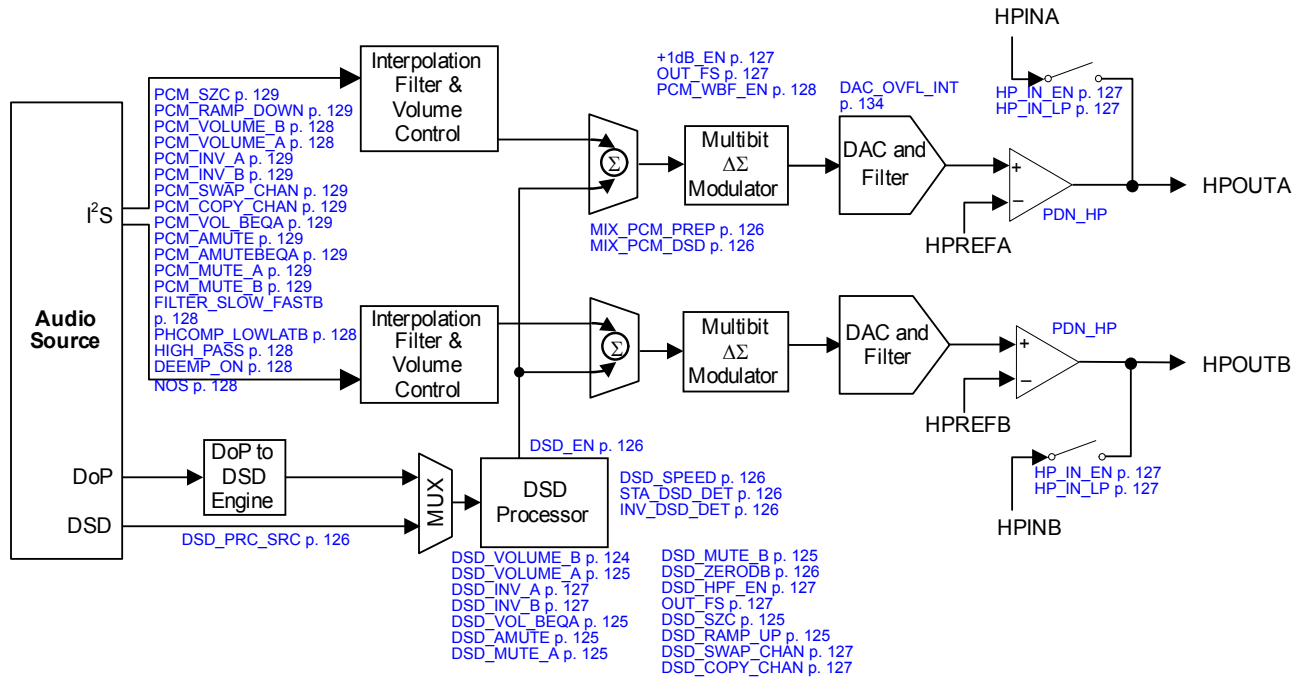 HPINA
Interpolation
Filter &
Volume
Control
+1dB_EN p. 127
OUT_FS p. 127
PCM_WBF_EN p. 128
DAC_OVFL_INT
p. 134
HP_IN_EN p. 127
HP_IN_LP p. 127
PCM_SZC p. 129
PCM_RAMP_DOWN p. 129
PCM_VOLUME_B p. 128
PCM_VOLUME_A p. 128
PCM_INV_A p. 129
PCM_INV_B p. 129
PCM_SWAP_CHAN p. 129
PCM_COPY_CHAN p. 129
PCM_VOL_BEQA p. 129
PCM_AMUTE p. 129
PCM_AMUTEBEQA p. 129
PCM_MUTE_A p. 129
PCM_MUTE_B p. 129
FILTER_SLOW_FASTB
p. 128
PHCOMP_LOWLATB p. 128
HIGH_PASS p. 128
DEEMP_ON p. 128
NOS p. 128
Σ
Multibit
ΔΣ
Modulator
DAC and
Filter
+
−
PDN_HP
HPOUTA
HPREFA
MIX_PCM_PREP p. 126
MIX_PCM_DSD p. 126
I²S
Audio
Source
Interpolation
Filter &
Volume
Control
Σ
Multibit
ΔΣ
Modulator
DAC and
Filter
PDN_HP
+
−
HPOUTB
HPREFB
HP_IN_EN p. 127
HP_IN_LP p. 127
HPINB
DoP
DoP to
DSD
Engine
DSD
DSD_PRC_SRC p. 126
MUX
DSD_EN p. 126
DSD
Processor
DSD_SPEED p. 126
STA_DSD_DET p. 126
INV_DSD_DET p. 126
DSD_VOLUME_B p. 124
DSD_VOLUME_A p. 125
DSD_INV_A p. 127
DSD_INV_B p. 127
DSD_VOL_BEQA p. 125
DSD_AMUTE p. 125
DSD_MUTE_A p. 125
DSD_MUTE_B p. 125
DSD_ZERODB p. 126
DSD_HPF_EN p. 127
OUT_FS p. 127
DSD_SZC p. 125
DSD_RAMP_UP p. 125
DSD_SWAP_CHAN p. 127
DSD_COPY_CHAN p. 127